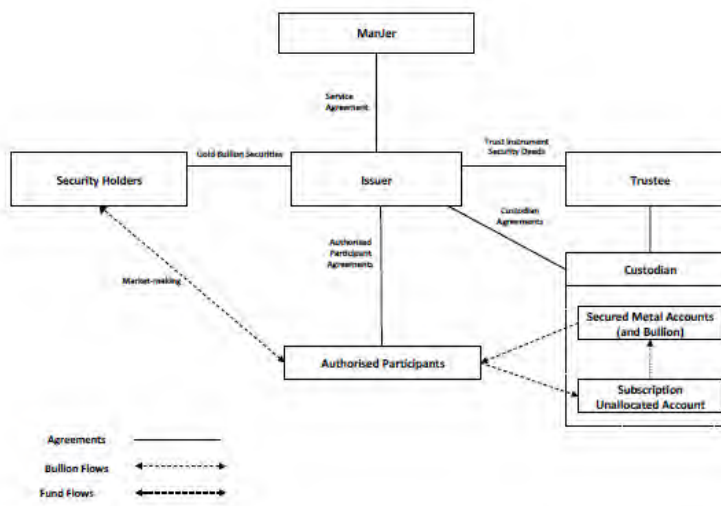 ManJer
Service
Agreement
Gold Bullion Securities
Trust Instrument
Security Deeds
Security Holders
Issuer
Trustee
Custodian
Agreements
Authorised
Participant
Agreements
Custodian
Market-making
Secured Metal Accounts
(and Bullion)
Authorised Participants
Subscription
Unallocated Account
Agreements
Bullion Flows
Fund Flows